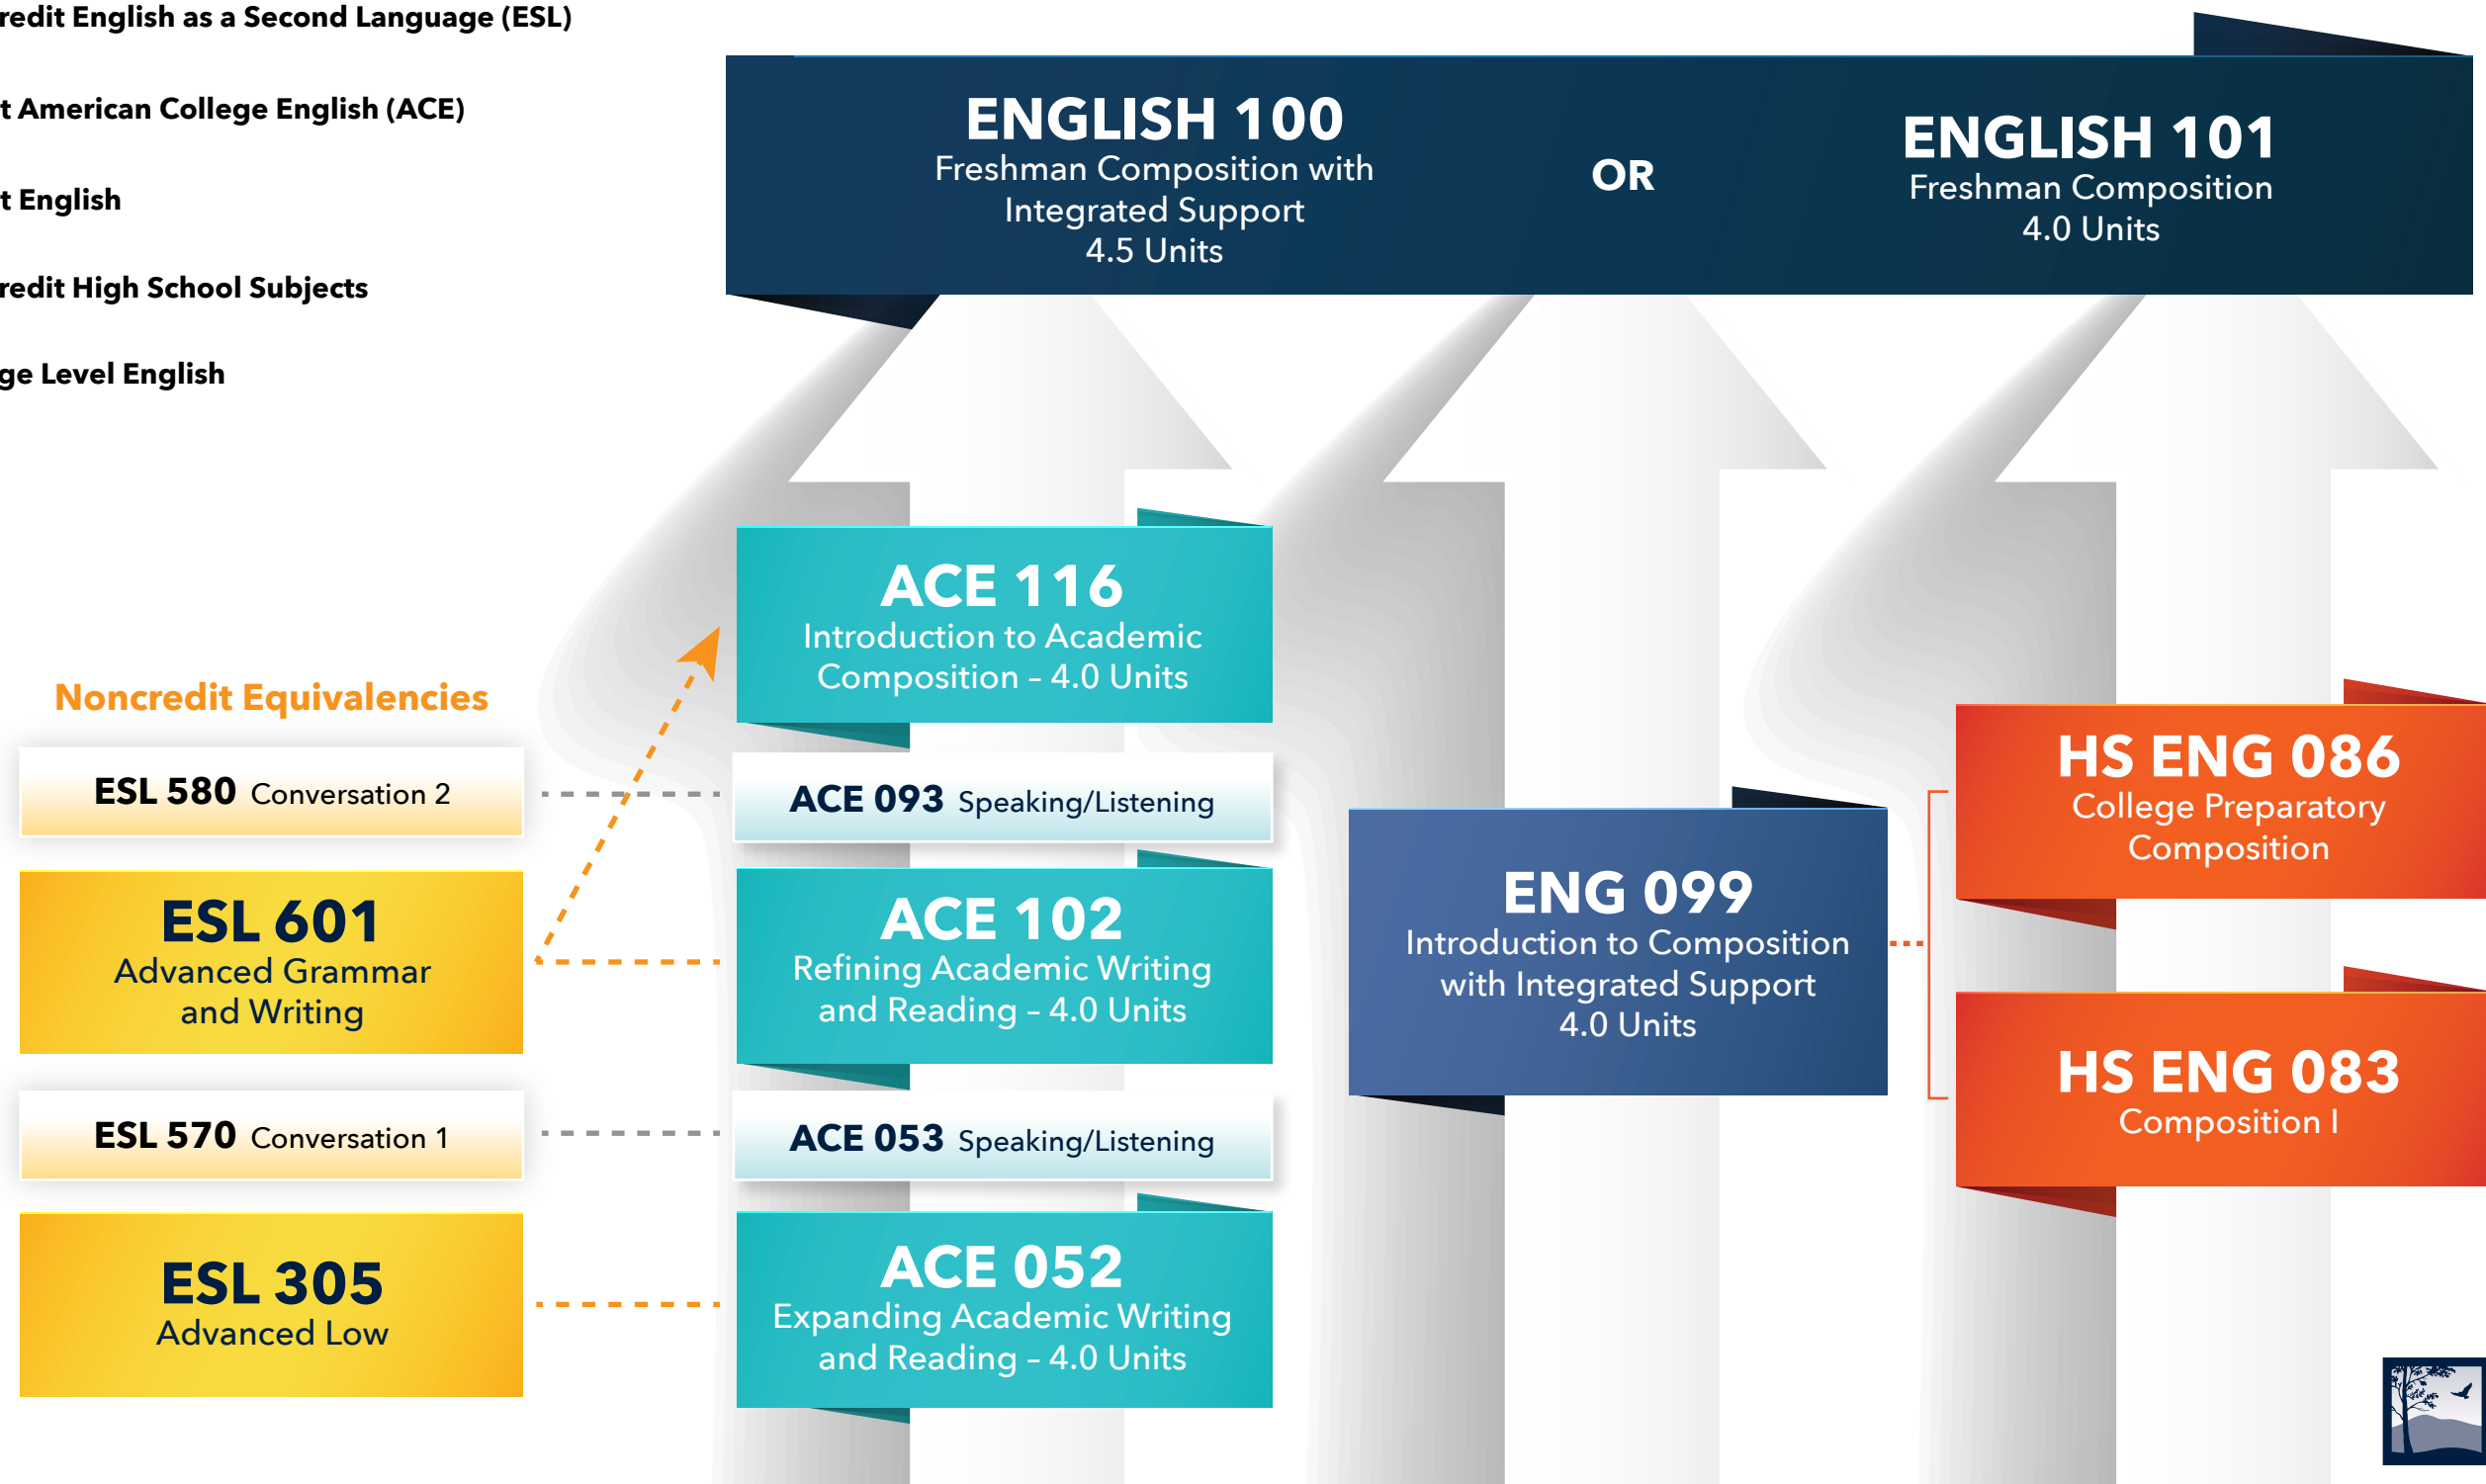 redit English as a Second Language (ESL)
t American College English (ACE)
t English
redit High School Subjects
ge Level English
ENGLISH 100
Freshman Composition with
Integrated Support
4.5 Units
OR
ENGLISH 101
Freshman Composition
4.0 Units
ACE 116
Introduction to Academic
Composition – 4.0 Units
Noncredit Equivalencies
ESL 580 Conversation 2
ACE 093 Speaking/Listening
ESL 601
Advanced Grammar
and Writing
ACE 102
Refining Academic Writing
and Reading – 4.0 Units
ESL 570 Conversation 1
ACE 053 Speaking/Listening
ESL 305
Advanced Low
ACE 052
Expanding Academic Writing
and Reading – 4.0 Units
ENG 099
Introduction to Composition
with Integrated Support
4.0 Units
HS ENG 086
College Preparatory
Composition
HS ENG 083
Composition I